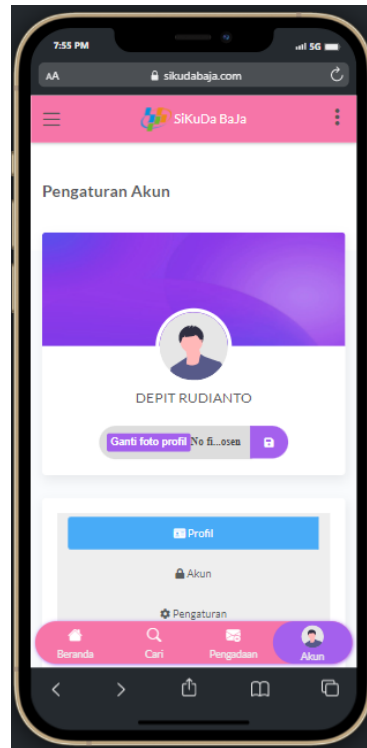 7:55 PM
5G
AA
sikudabaja.com
SiKuDa BaJa
Pengaturan Akun
DEPIT RUDIANTO
Ganti foto profil No fi...osen
Profil
Akun
Pengaturan
Beranda Cari Pengadaan Akun